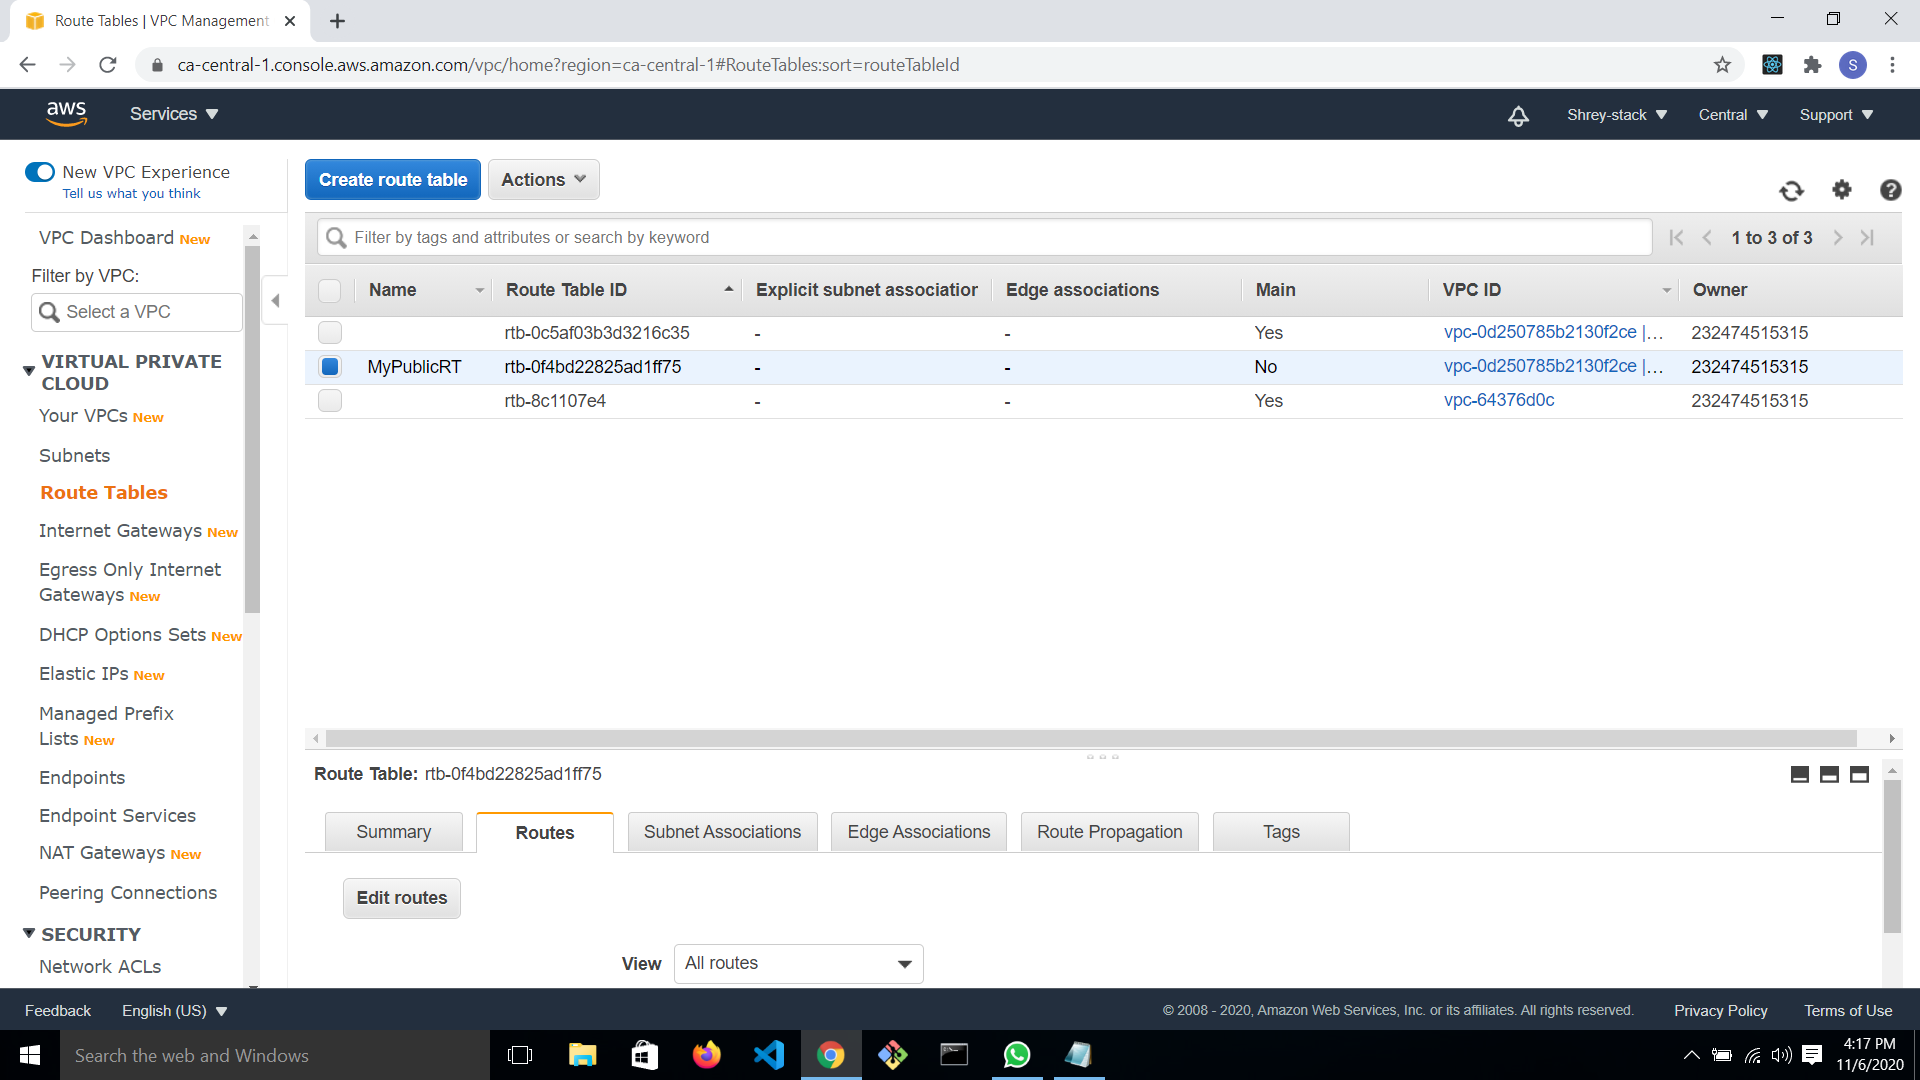 Route Tables | VPC Management
ca-central-1.console.aws.amazon.com/vpc/home?region=ca-central-1#RouteTables:sort=routeTableId
S
aws
Services
Shrey-stack
Central
Support
New VPC Experience
Tell us what you think
VPC Dashboard New
Filter by VPC:
Select a VPC
VIRTUAL PRIVATE
CLOUD
Your VPCs New
Subnets
Route Tables
Internet Gateways New
Egress Only Internet
Gateways New
DHCP Options Sets New
Elastic IPs New
Managed Prefix
Lists New
Endpoints
Endpoint Services
NAT Gateways New
Peering Connections
SECURITY
Network ACLs
Create route table
Actions
Filter by tags and attributes or search by keyword
1 to 3 of 3
Name Route Table ID Explicit subnet association Edge associations Main VPC ID Owner
rtb-0c5af03b3d3216c35 - - Yes vpc-0d250785b2130f2ce |... 232474515315
MyPublicRT rtb-0f4bd22825ad1ff75 - - No vpc-0d250785b2130f2ce |... 232474515315
rtb-8c1107e4 - - Yes vpc-64376d0c 232474515315
Route Table: rtb-0f4bd22825ad1ff75
Summary
Routes
Subnet Associations
Edge Associations
Route Propagation
Tags
Edit routes
View All routes
Feedback
English (US)
© 2008 - 2020, Amazon Web Services, Inc. or its affiliates. All rights reserved.
Privacy Policy
Terms of Use
Search the web and Windows
4:17 PM
11/6/2020